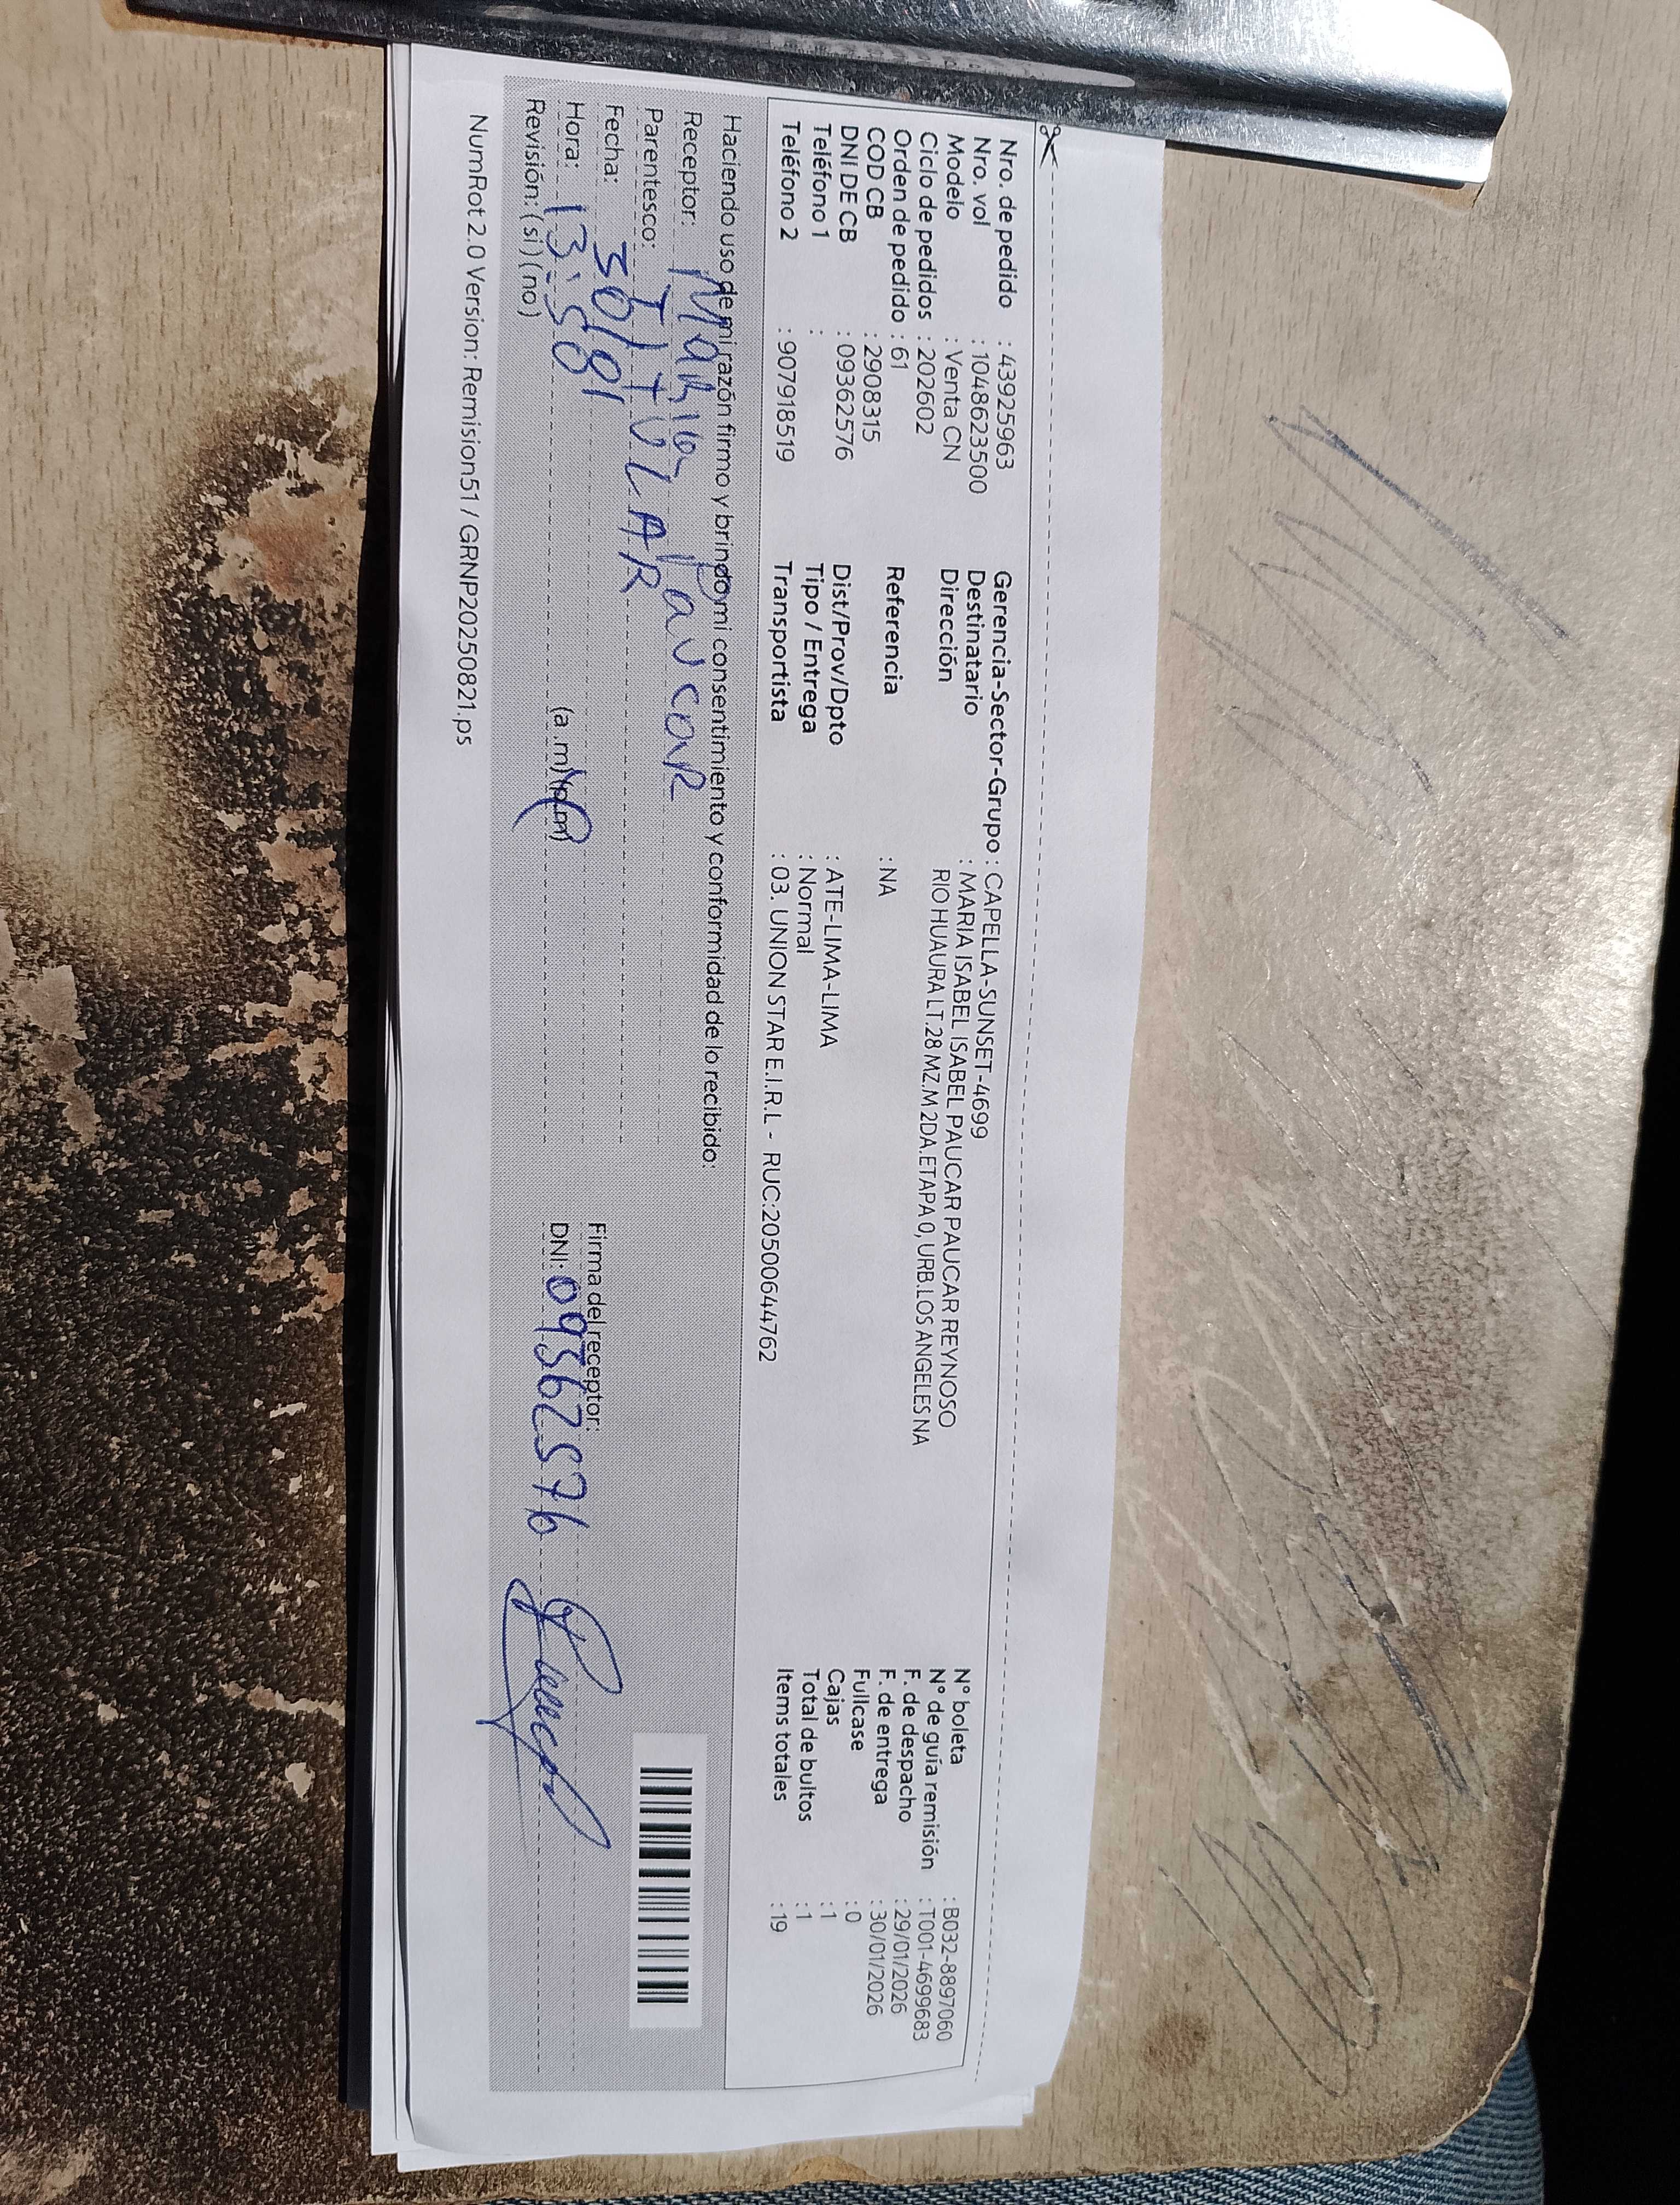 Nro. de pedido : 43925963
Nro. vol : 1048623500
Modelo : Venta CN
Ciclo de pedidos : 202602
Orden de pedido : 61
COD CB : 2908315
DNI DE CB : 09362576
Teléfono 1 :
Teléfono 2 : 907918519
Gerencia-Sector-Grupo : CAPELLA-SUNSET-4699
Destinatario : MARIA ISABEL ISABEL PAUCAR PAUCAR REYNOSO
Dirección RIO HUAURA LT.28 MZ.M 2DA.ETAPA 0, URB.LOS ANGELES NA
Referencia : NA
Dist/Prov/Dpto : ATE-LIMA-LIMA
Tipo / Entrega : Normal
Transportista : 03. UNION STAR E.I.R.L - RUC:20500644762
N° boleta : B032-8897060
N° de guía remisión : T001-4699683
F. de despacho : 29/01/2026
F. de entrega : 30/01/2026
Fullcase : 0
Cajas : 1
Total de bultos : 1
Items totales : 19
Haciendo uso de mi razón firmo y brindo mi consentimiento y conformidad de lo recibido:
Receptor: Paucar
Parentesco: TITULAR
Fecha: 30/01
Hora: 13:50 (a.m) (p.m)
Revisión: (si) (no)
Firma del receptor:
DNI: 09362576
NumRot 2.0 Version: Remision51 / GRNP20250821.ps